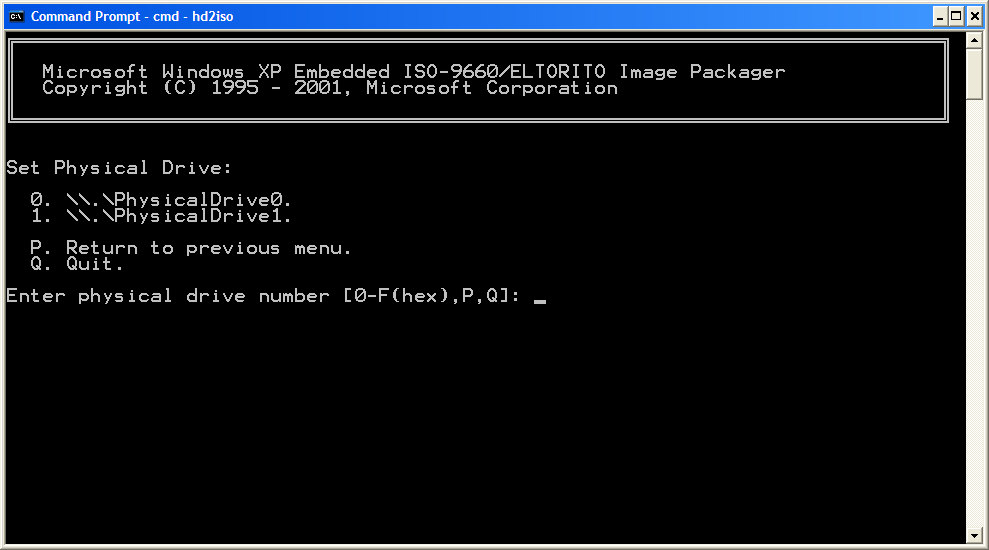 Command Prompt - cmd - hd2iso
Microsoft Windows XP Embedded ISO-9660/ELTORITO Image Packager
Copyright (C) 1995 - 2001, Microsoft Corporation
Set Physical Drive:
0. \\.\PhysicalDrive0.
1. \\.\PhysicalDrive1.
P. Return to previous menu.
Q. Quit.
Enter physical drive number [0-F(hex),P,Q]: _